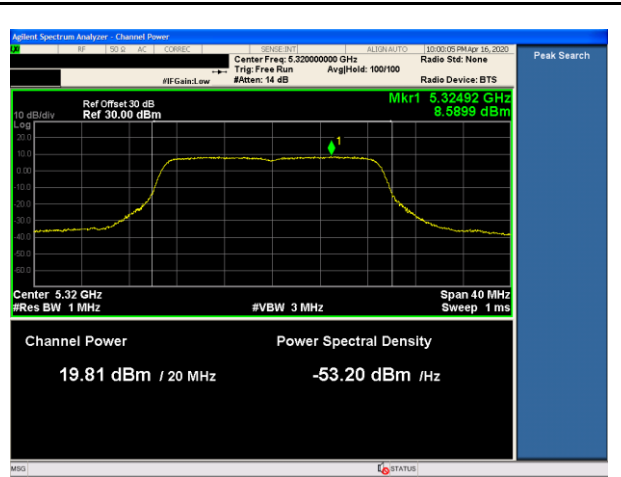 Agilent Spectrum Analyzer - Channel Power
RF 50 Ω AC CORREC SENSE:INT ALIGN AUTO 10:00:05 PM Apr 16, 2020
Center Freq: 5.320000000 GHz Radio Std: None
Trig: Free Run Avg|Hold: 100/100
#IFGain:Low #Atten: 14 dB Radio Device: BTS
Peak Search
Mkr1 5.32492 GHz
8.5899 dBm
Ref Offset 30 dB
10 dB/div Ref 30.00 dBm
Log
20.0
1
10.0
0.00
-10.0
-20.0
-30.0
-40.0
-50.0
-60.0
Center 5.32 GHz Span 40 MHz
#Res BW 1 MHz #VBW 3 MHz Sweep 1 ms
Channel Power Power Spectral Density
19.81 dBm / 20 MHz -53.20 dBm /Hz
MSG STATUS